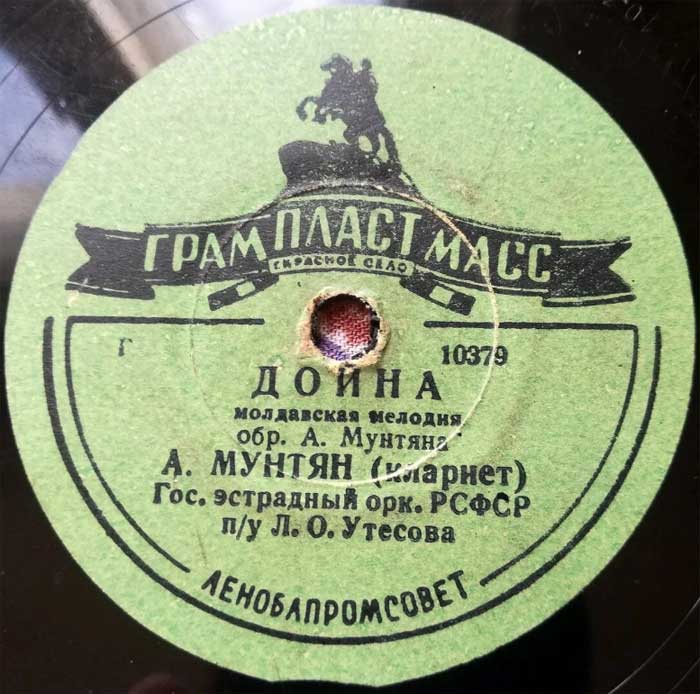 ГРАМПЛАСТМАСС
Г. КРАСНОЕ СЕЛО
Г 10379
ДОЙНА
молдавская мелодия
обр. А. Мунтяна
А. МУНТЯН (кларнет)
Гос. эстрадный орк. РСФСР
п/у Л. О. Утесова
ЛЕНОБЛПРОМСОВЕТ